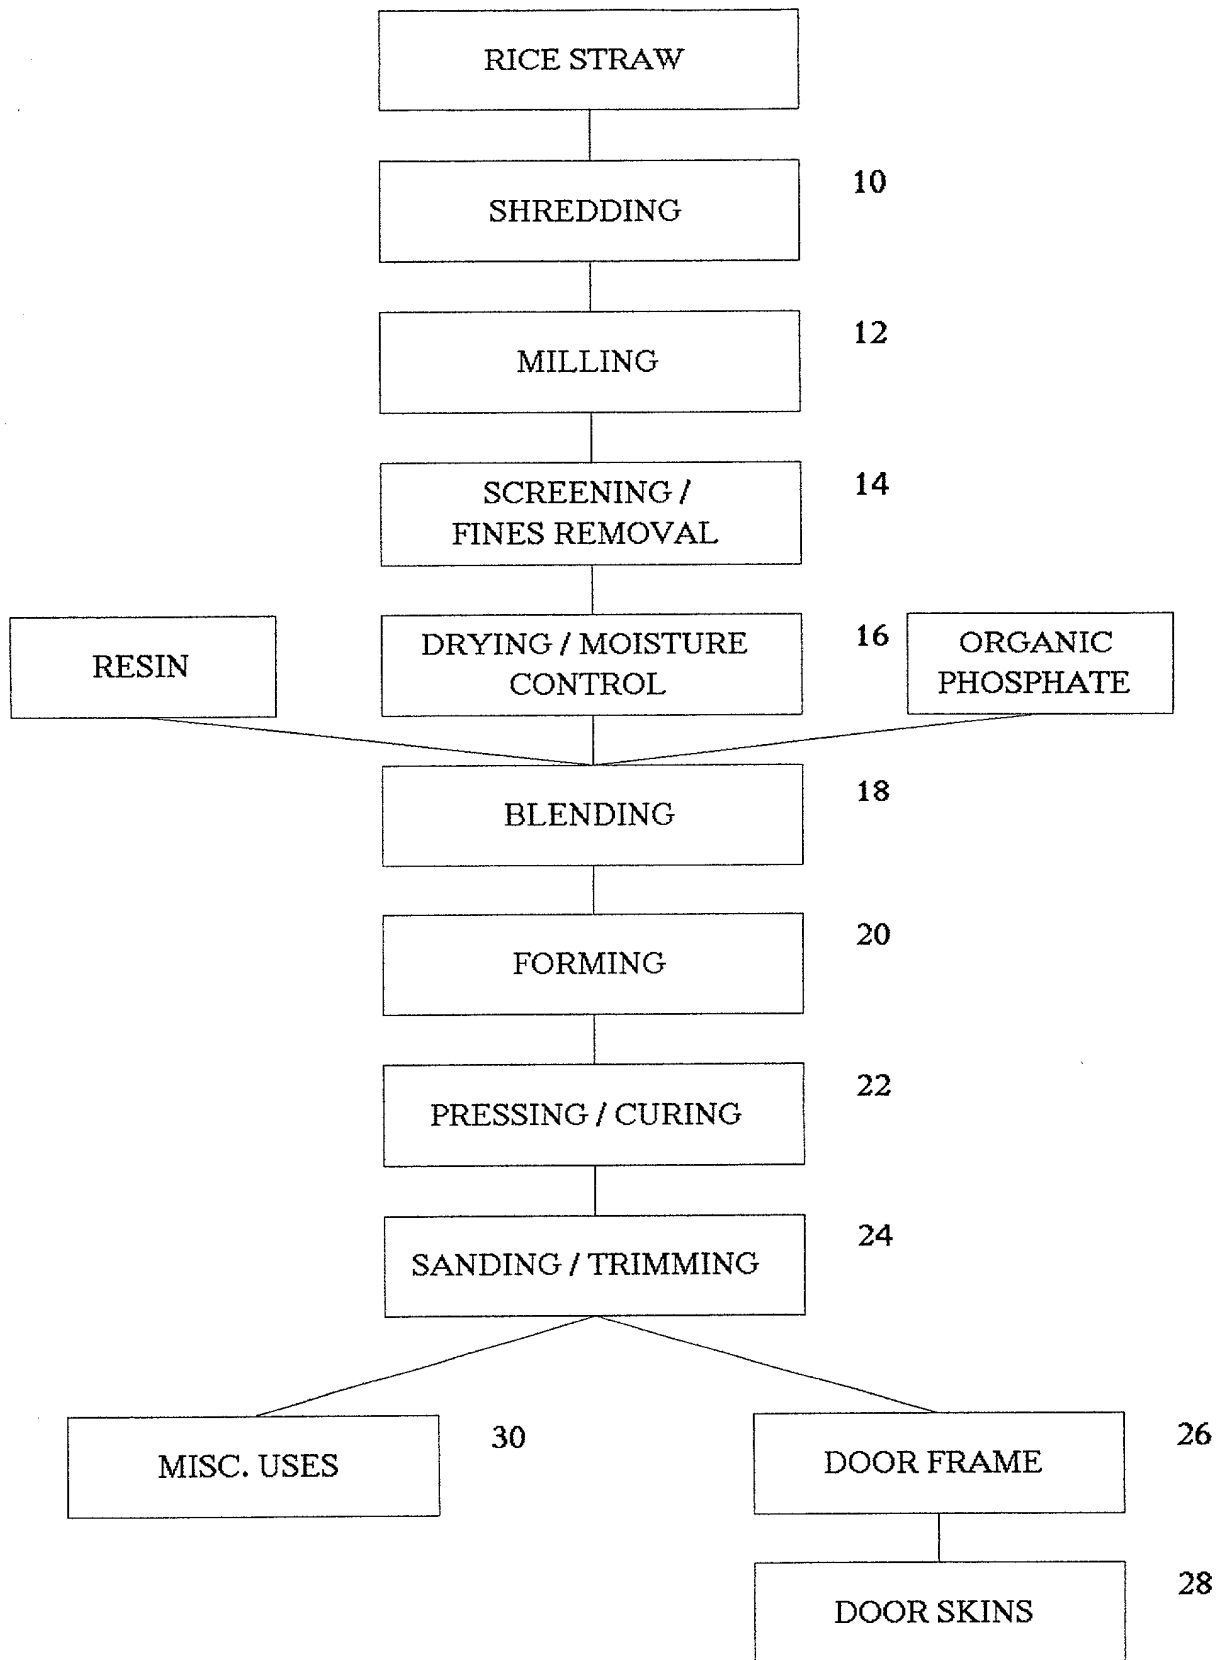 RICE STRAW
SHREDDING
10
MILLING
12
SCREENING /
FINES REMOVAL
14
RESIN
DRYING / MOISTURE
CONTROL
16
ORGANIC
PHOSPHATE
BLENDING
18
FORMING
20
PRESSING / CURING
22
SANDING / TRIMMING
24
MISC. USES
30
DOOR FRAME
26
DOOR SKINS
28